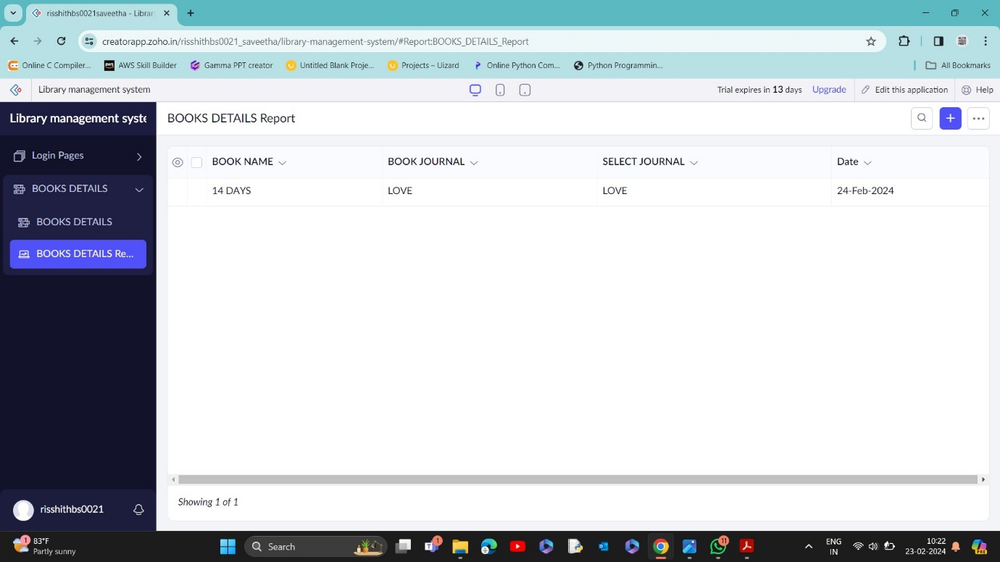 risshithbs0021saveetha - Librar
creatorapp.zoho.in/risshithbs0021_saveetha/library-management-system/#Report:BOOKS_DETAILS_Report
Online C Compiler... AWS Skill Builder Gamma PPT creator Untitled Blank Proje... Projects – Uizard Online Python Com... Python Programmin... All Bookmarks
Library management system Trial expires in 13 days Upgrade Edit this application Help
Library management syste
BOOKS DETAILS Report
Login Pages
BOOKS DETAILS
BOOKS DETAILS
BOOKS DETAILS Re...
BOOK NAME BOOK JOURNAL SELECT JOURNAL Date
14 DAYS LOVE LOVE 24-Feb-2024
Showing 1 of 1
risshithbs0021
1 83°F
Partly sunny
Search
1
11
ENG
IN
10:22
23-02-2024
PRE